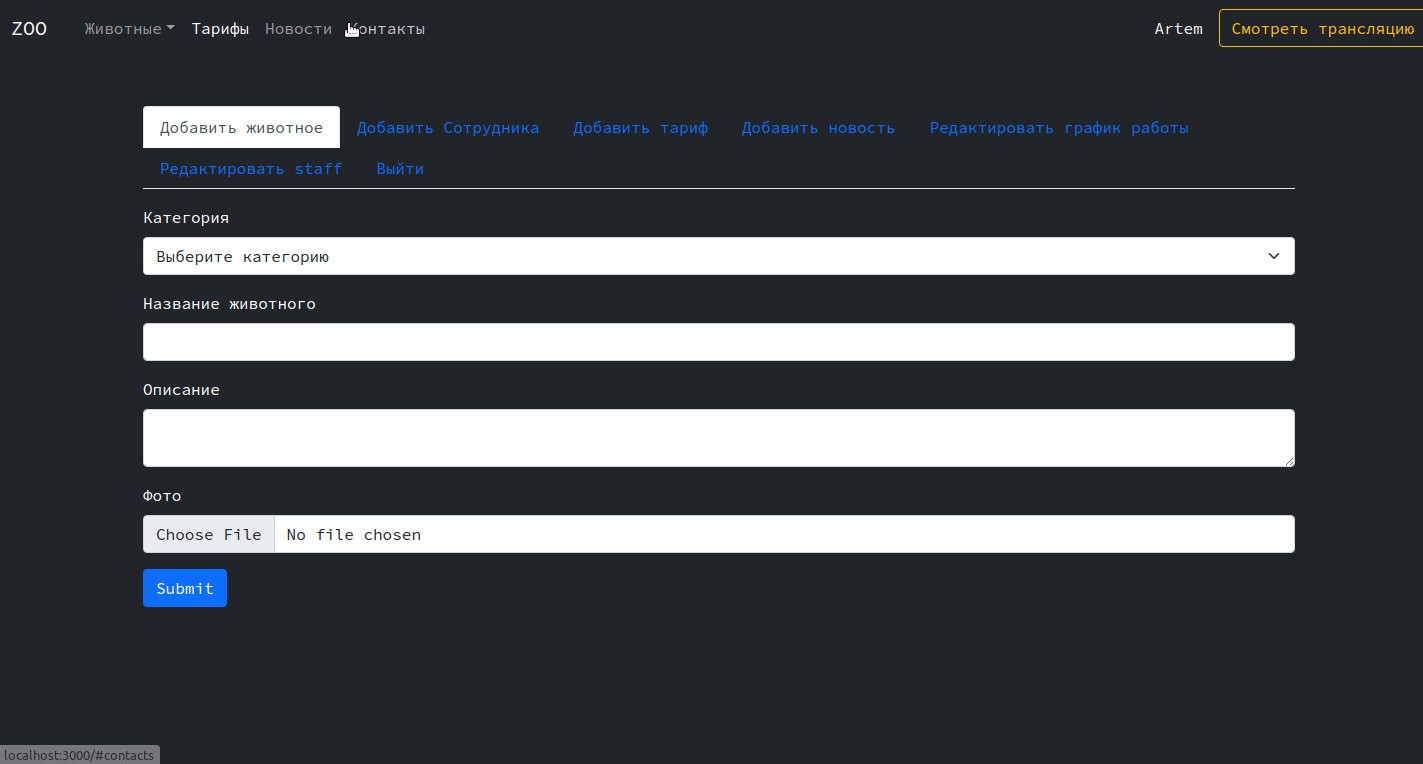 ZOO Животные Тарифы Новости Контакты Artem Смотреть трансляцию
Добавить животное Добавить Сотрудника Добавить тариф Добавить новость Редактировать график работы
Редактировать staff Выйти
Категория
Выберите категорию
Название животного
Описание
Фото
Choose File No file chosen
Submit
localhost:3000/#contacts